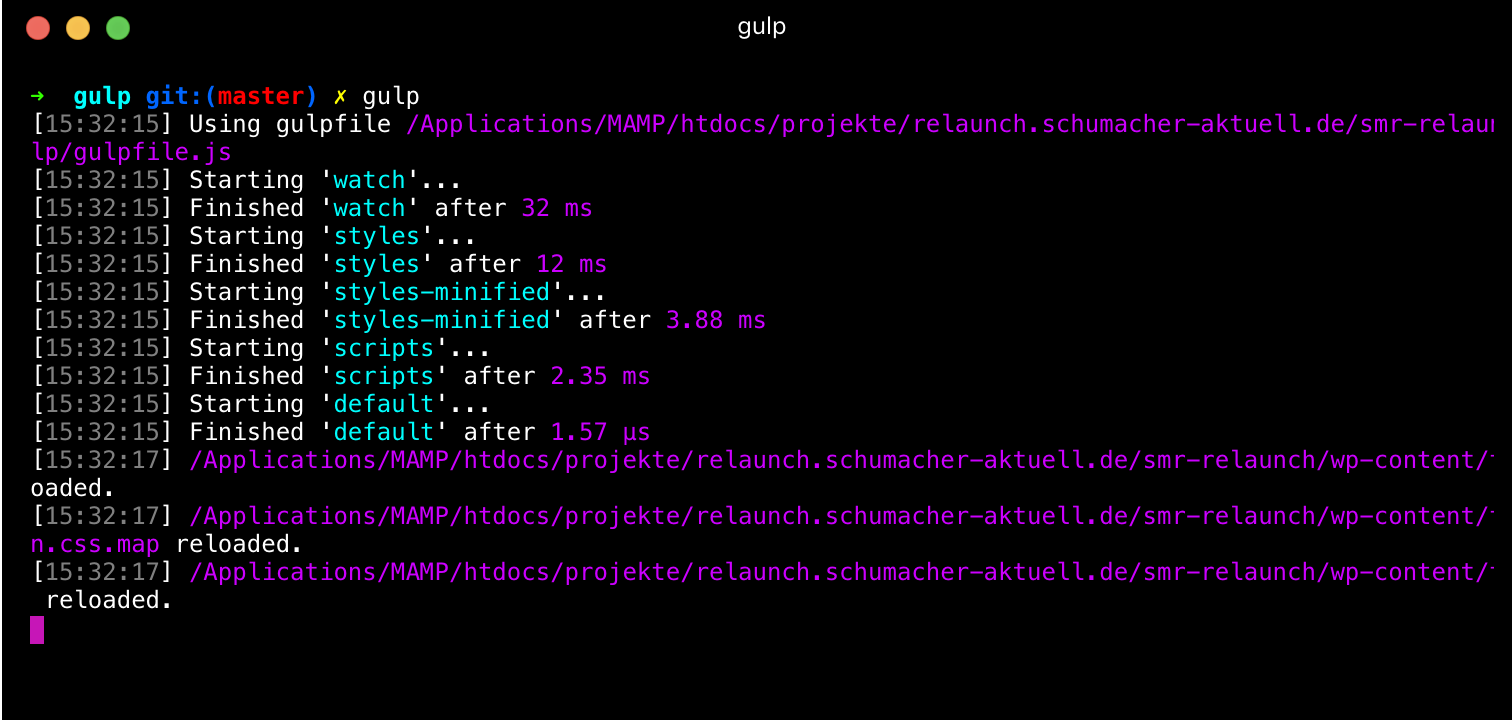 gulp
➜ gulp git:(master) ✗ gulp
[15:32:15] Using gulpfile /Applications/MAMP/htdocs/projekte/relaunch.schumacher-aktuell.de/smr-relau
lp/gulpfile.js
[15:32:15] Starting 'watch'...
[15:32:15] Finished 'watch' after 32 ms
[15:32:15] Starting 'styles'...
[15:32:15] Finished 'styles' after 12 ms
[15:32:15] Starting 'styles-minified'...
[15:32:15] Finished 'styles-minified' after 3.88 ms
[15:32:15] Starting 'scripts'...
[15:32:15] Finished 'scripts' after 2.35 ms
[15:32:15] Starting 'default'...
[15:32:15] Finished 'default' after 1.57 μs
[15:32:17] /Applications/MAMP/htdocs/projekte/relaunch.schumacher-aktuell.de/smr-relaunch/wp-content/
oaded.
[15:32:17] /Applications/MAMP/htdocs/projekte/relaunch.schumacher-aktuell.de/smr-relaunch/wp-content/
n.css.map reloaded.
[15:32:17] /Applications/MAMP/htdocs/projekte/relaunch.schumacher-aktuell.de/smr-relaunch/wp-content/
reloaded.